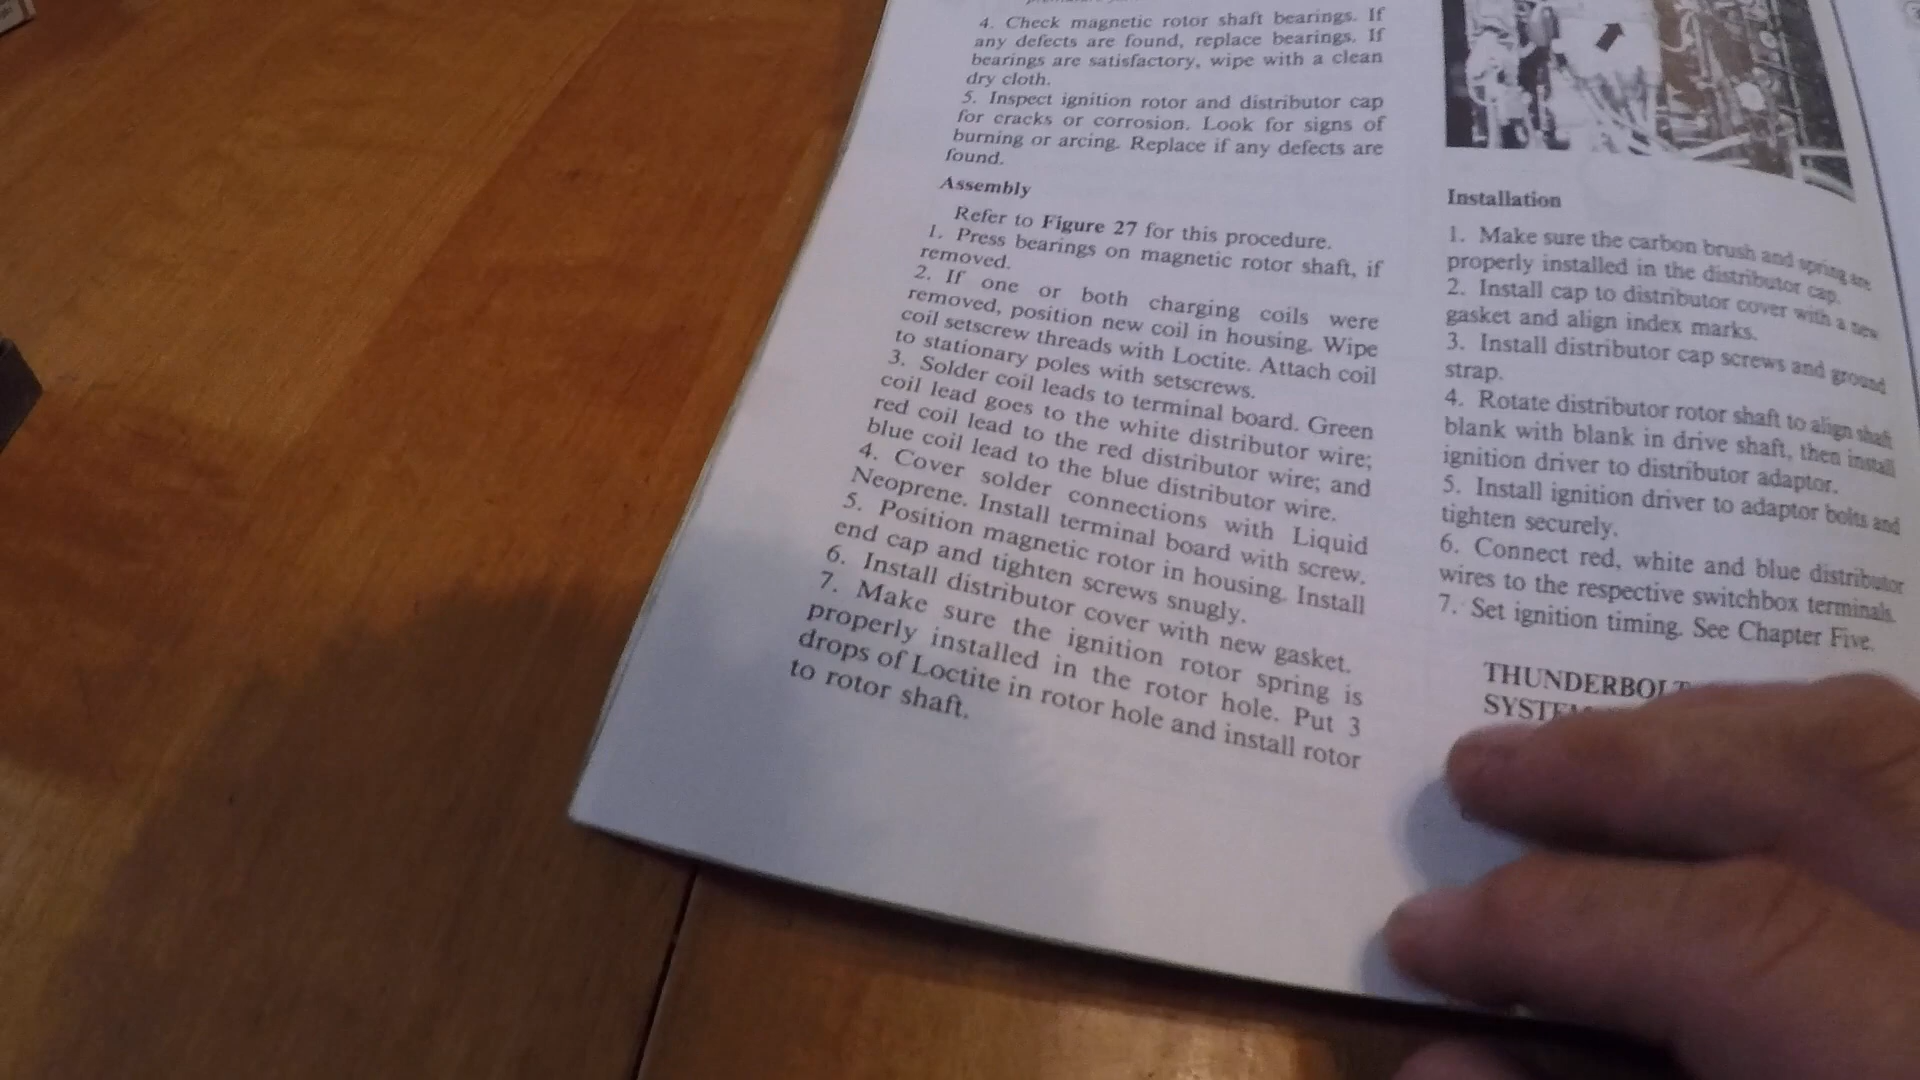 4. Check magnetic rotor shaft bearings. If
any defects are found, replace bearings. If
bearings are satisfactory, wipe with a clean
dry cloth.
5. Inspect ignition rotor and distributor cap
for cracks or corrosion. Look for signs of
burning or arcing. Replace if any defects are
found.
Assembly
Refer to Figure 27 for this procedure.
1. Press bearings on magnetic rotor shaft, if
removed.
2. If one or both charging coils were
removed, position new coil in housing. Wipe
coil setscrew threads with Loctite. Attach coil
to stationary poles with setscrews.
3. Solder coil leads to terminal board. Green
coil lead goes to the white distributor wire;
red coil lead to the red distributor wire; and
blue coil lead to the blue distributor wire.
4. Cover solder connections with Liquid
Neoprene. Install terminal board with screw.
5. Position magnetic rotor in housing. Install
end cap and tighten screws snugly.
6. Install distributor cover with new gasket.
7. Make sure the ignition rotor spring is
properly installed in the rotor hole. Put 3
drops of Loctite in rotor hole and install rotor
to rotor shaft.
Installation
1. Make sure the carbon brush and spring are
properly installed in the distributor cap.
2. Install cap to distributor cover with a new
gasket and align index marks.
3. Install distributor cap screws and ground
strap.
4. Rotate distributor rotor shaft to align shaft
blank with blank in drive shaft, then install
ignition driver to distributor adaptor.
5. Install ignition driver to adaptor bolts and
tighten securely.
6. Connect red, white and blue distributor
wires to the respective switchbox terminals.
7. Set ignition timing. See Chapter Five.
THUNDERBOLT